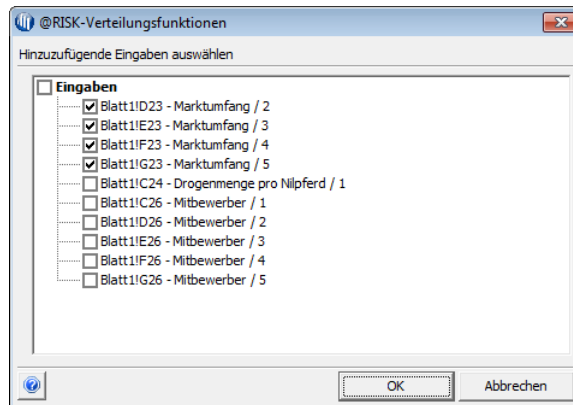 @RISK-Verteilungsfunktionen
Hinzuzufügende Eingaben auswählen
Eingaben
Blatt1!D23 - Marktumfang / 2
Blatt1!E23 - Marktumfang / 3
Blatt1!F23 - Marktumfang / 4
Blatt1!G23 - Marktumfang / 5
Blatt1!C24 - Drogenmenge pro Nilpferd / 1
Blatt1!C26 - Mitbewerber / 1
Blatt1!D26 - Mitbewerber / 2
Blatt1!E26 - Mitbewerber / 3
Blatt1!F26 - Mitbewerber / 4
Blatt1!G26 - Mitbewerber / 5
OK Abbrechen